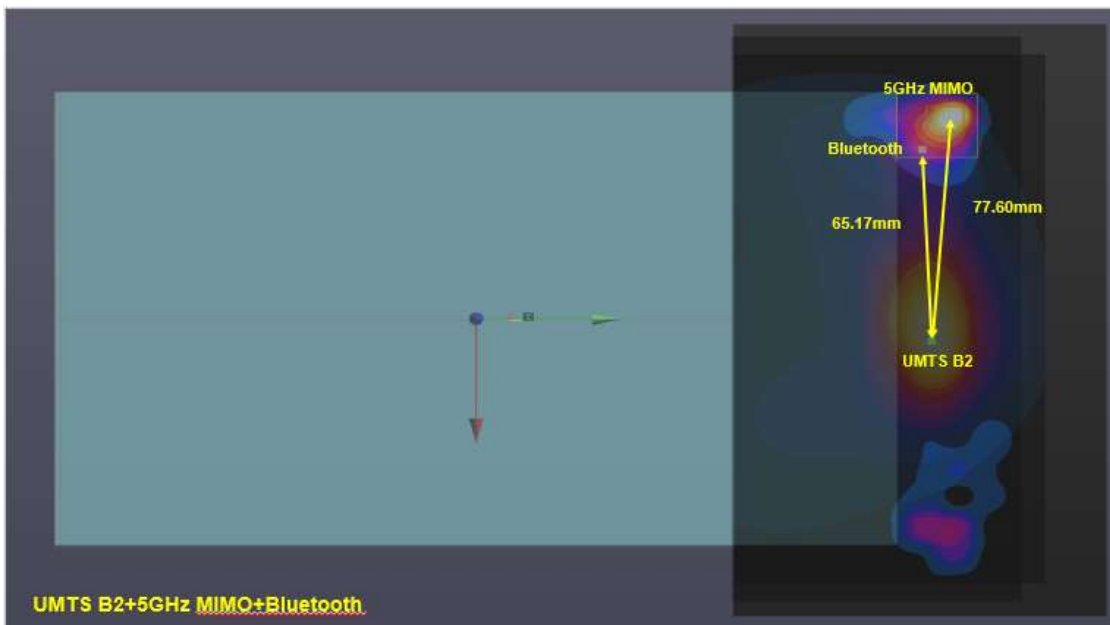 5GHz MIMO
Bluetooth
77.60mm
65.17mm
B
UMTS B2
UMTS B2+5GHz MIMO+Bluetooth